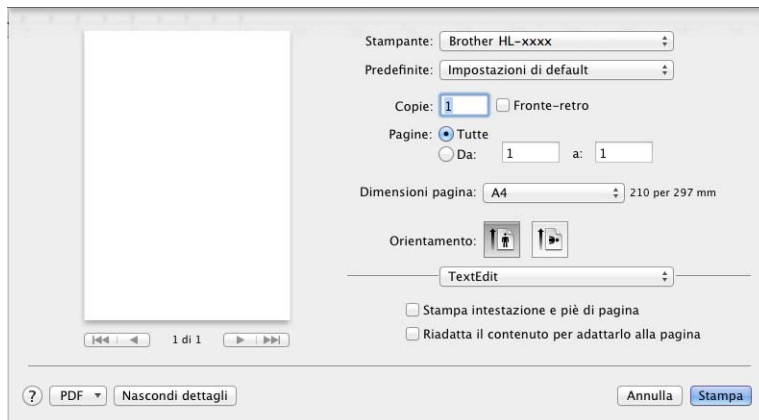 Stampante: Brother HL-xxxx
Predefinite: Impostazioni di default
Copie: 1 Fronte-retro
Pagine: Tutte
Da: 1 a: 1
Dimensioni pagina: A4 210 per 297 mm
Orientamento:
TextEdit
Stampa intestazione e piè di pagina
Riadatta il contenuto per adattarlo alla pagina
1 di 1
? PDF Nascondi dettagli Annulla Stampa